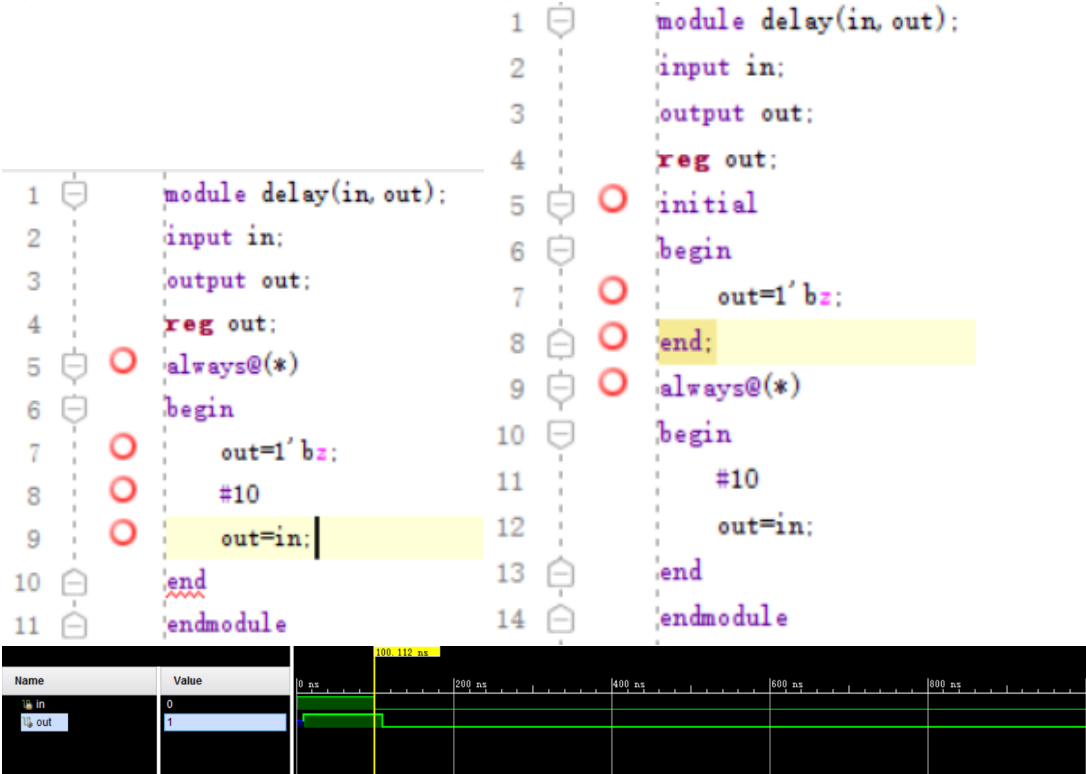 1 module delay(in,out);
2 input in;
3 output out;
4 reg out;
5 always@(*)
6 begin
7 out=1'bz;
8 #10
9 out=in;
10 end
11 endmodule
1 module delay(in,out);
2 input in;
3 output out;
4 reg out;
5 initial
6 begin
7 out=1'bz;
8 end;
9 always@(*)
10 begin
11 #10
12 out=in;
13 end
14 endmodule
100.112 ns
Name Value 0 ns 200 ns 400 ns 600 ns 800 ns
in 0
out 1